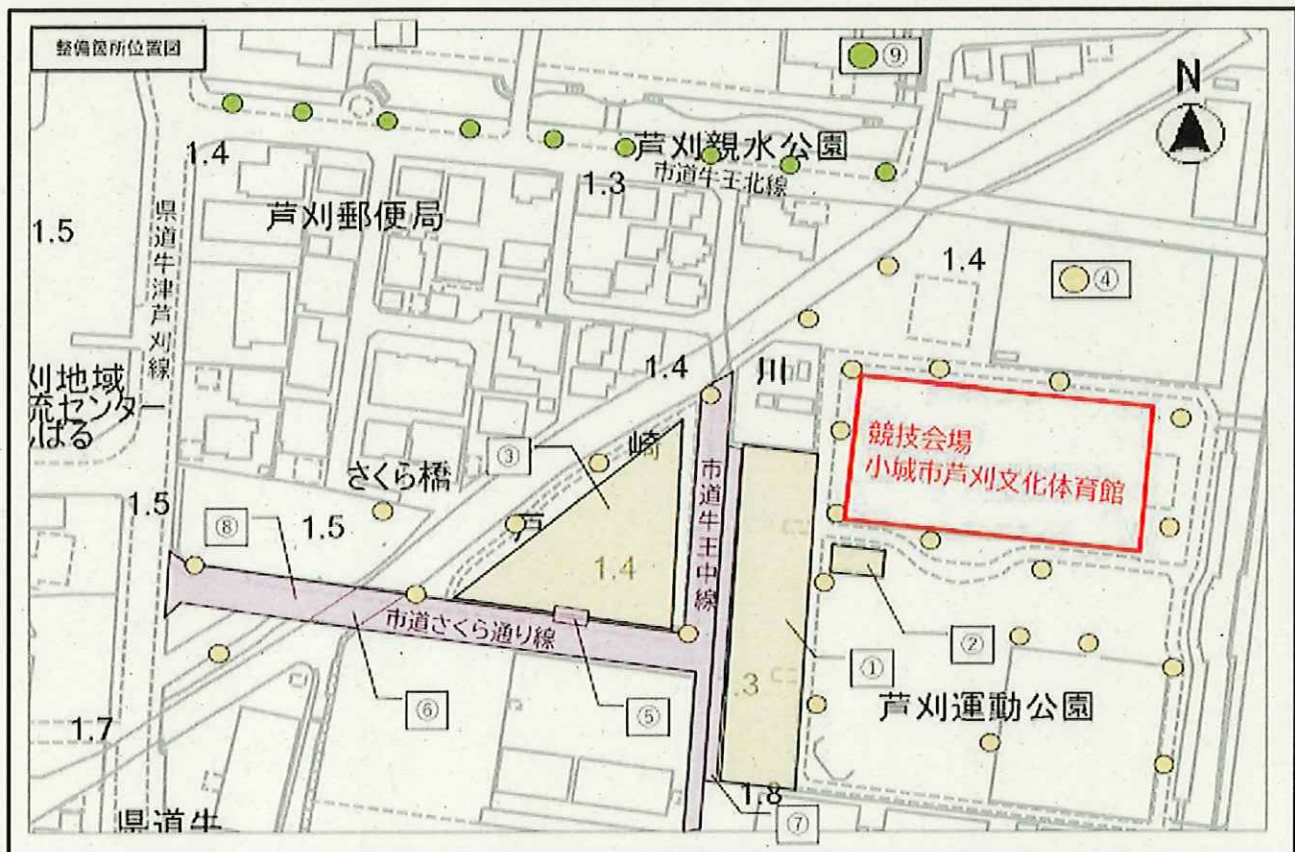 整備箇所位置図
⑨
N
芦刈親水公園
市道牛王北線
1.4
1.3
芦刈郵便局
1.5
県道牛津芦刈線
1.4
④
刈地域
流センター
ぱる
1.4
川
競技会場
小城市芦刈文化体育館
③
崎
市道牛王中線
さくら橋
1.5
⑧
1.5
戸
1.4
市道さくら通り線
②
①
.3
⑥
⑤
芦刈運動公園
1.7
1.8
⑦
県道牛